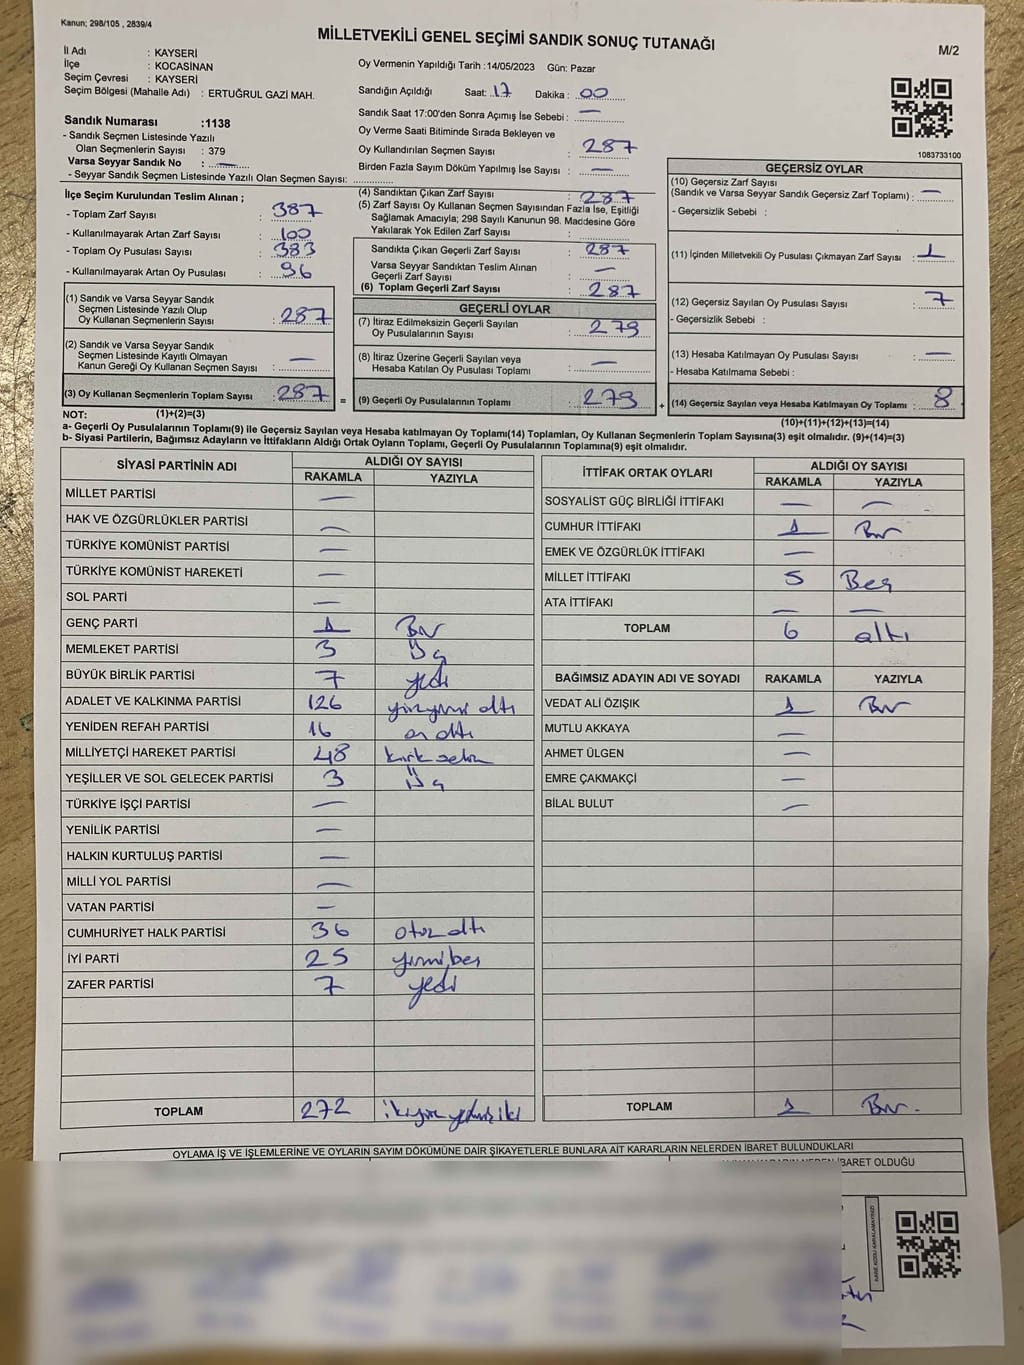 Kanun; 298/105 , 2839/4
MİLLETVEKİLİ GENEL SEÇİMİ SANDIK SONUÇ TUTANAĞI
M/2
İl Adı : KAYSERİ
İlçe : KOCASİNAN
Seçim Çevresi : KAYSERİ
Seçim Bölgesi (Mahalle Adı) : ERTUĞRUL GAZİ MAH.
Sandık Numarası :1138
- Sandık Seçmen Listesinde Yazılı
Olan Seçmenlerin Sayısı : 379
Varsa Seyyar Sandık No : —
- Seyyar Sandık Seçmen Listesinde Yazılı Olan Seçmen Sayısı:
Oy Vermenin Yapıldığı Tarih :14/05/2023 Gün: Pazar
Sandığın Açıldığı Saat: 17 Dakika : 00
Sandık Saat 17:00'den Sonra Açımış İse Sebebi : —
Oy Verme Saati Bitiminde Sırada Bekleyen ve
Oy Kullandırılan Seçmen Sayısı : 287
Birden Fazla Sayım Döküm Yapılmış İse Sayısı : —
1083733100
İlçe Seçim Kurulundan Teslim Alınan ;
- Toplam Zarf Sayısı : 387
- Kullanılmayarak Artan Zarf Sayısı : 100
- Toplam Oy Pusulası Sayısı : 383
- Kullanılmayarak Artan Oy Pusulası : 96
(1) Sandık ve Varsa Seyyar Sandık
Seçmen Listesinde Yazılı Olup
Oy Kullanan Seçmenlerin Sayısı : 287
(2) Sandık ve Varsa Seyyar Sandık
Seçmen Listesinde Kayıtlı Olmayan
Kanun Gereği Oy Kullanan Seçmen Sayısı : —
(3) Oy Kullanan Seçmenlerin Toplam Sayısı : 287
(4) Sandıktan Çıkan Zarf Sayısı : 287
(5) Zarf Sayısı Oy Kullanan Seçmen Sayısından Fazla İse, Eşitliği
Sağlamak Amacıyla; 298 Sayılı Kanunun 98. Maddesine Göre
Yakılarak Yok Edilen Zarf Sayısı :
Sandıkta Çıkan Geçerli Zarf Sayısı : 287
Varsa Seyyar Sandıktan Teslim Alınan
Geçerli Zarf Sayısı : —
(6) Toplam Geçerli Zarf Sayısı : 287
GEÇERLİ OYLAR
(7) İtiraz Edilmeksizin Geçerli Sayılan
Oy Pusulalarının Sayısı : 279
(8) İtiraz Üzerine Geçerli Sayılan veya
Hesaba Katılan Oy Pusulası Toplamı : —
= (9) Geçerli Oy Pusulalarının Toplamı : 279
GEÇERSİZ OYLAR
(10) Geçersiz Zarf Sayısı
(Sandık ve Varsa Seyyar Sandık Geçersiz Zarf Toplamı) : —
- Geçersizlik Sebebi :
(11) İçinden Milletvekili Oy Pusulası Çıkmayan Zarf Sayısı : 1
(12) Geçersiz Sayılan Oy Pusulası Sayısı : 7
- Geçersizlik Sebebi :
(13) Hesaba Katılmayan Oy Pusulası Sayısı : —
- Hesaba Katılmama Sebebi :
+ (14) Geçersiz Sayılan veya Hesaba Katılmayan Oy Toplamı : 8
NOT: (1)+(2)=(3)
(10)+(11)+(12)+(13)=(14)
a- Geçerli Oy Pusulalarının Toplamı(9) ile Geçersiz Sayılan veya Hesaba katılmayan Oy Toplamı(14) Toplamları, Oy Kullanan Seçmenlerin Toplam Sayısına(3) eşit olmalıdır. (9)+(14)=(3)
b- Siyasi Partilerin, Bağımsız Adayların ve İttifakların Aldığı Ortak Oyların Toplamı, Geçerli Oy Pusulalarının Toplamına(9) eşit olmalıdır.
SİYASİ PARTİNİN ADI ALDIĞI OY SAYISI
RAKAMLA YAZIYLA
MİLLET PARTİSİ —
HAK VE ÖZGÜRLÜKLER PARTİSİ —
TÜRKİYE KOMÜNİST PARTİSİ —
TÜRKİYE KOMÜNİST HAREKETİ —
SOL PARTİ —
GENÇ PARTİ 1 Bir
MEMLEKET PARTİSİ 3 Üç
BÜYÜK BİRLİK PARTİSİ 7 yedi
ADALET VE KALKINMA PARTİSİ 126 yüzyirmi altı
YENİDEN REFAH PARTİSİ 16 on altı
MİLLİYETÇİ HAREKET PARTİSİ 48 kırk sekiz
YEŞİLLER VE SOL GELECEK PARTİSİ 3 Üç
TÜRKİYE İŞÇİ PARTİSİ —
YENİLİK PARTİSİ —
HALKIN KURTULUŞ PARTİSİ —
MİLLİ YOL PARTİSİ —
VATAN PARTİSİ —
CUMHURİYET HALK PARTİSİ 36 otuz altı
İYİ PARTİ 25 yirmi beş
ZAFER PARTİSİ 7 yedi
TOPLAM 272 ikiyüz yetmiş iki
İTTİFAK ORTAK OYLARI ALDIĞI OY SAYISI
RAKAMLA YAZIYLA
SOSYALİST GÜÇ BİRLİĞİ İTTİFAKI — —
CUMHUR İTTİFAKI 1 Bir
EMEK VE ÖZGÜRLÜK İTTİFAKI —
MİLLET İTTİFAKI 5 Beş
ATA İTTİFAKI — —
TOPLAM 6 altı
BAĞIMSIZ ADAYIN ADI VE SOYADI RAKAMLA YAZIYLA
VEDAT ALİ ÖZIŞIK 1 Bir
MUTLU AKKAYA —
AHMET ÜLGEN —
EMRE ÇAKMAKÇİ —
BİLAL BULUT —
TOPLAM 1 Bir.
OYLAMA İŞ VE İŞLEMLERİNE VE OYLARIN SAYIM DÖKÜMÜNE DAİR ŞİKAYETLERLE BUNLARA AİT KARARLARIN NELERDEN İBARET BULUNDUKLARI
İBARET OLDUĞU